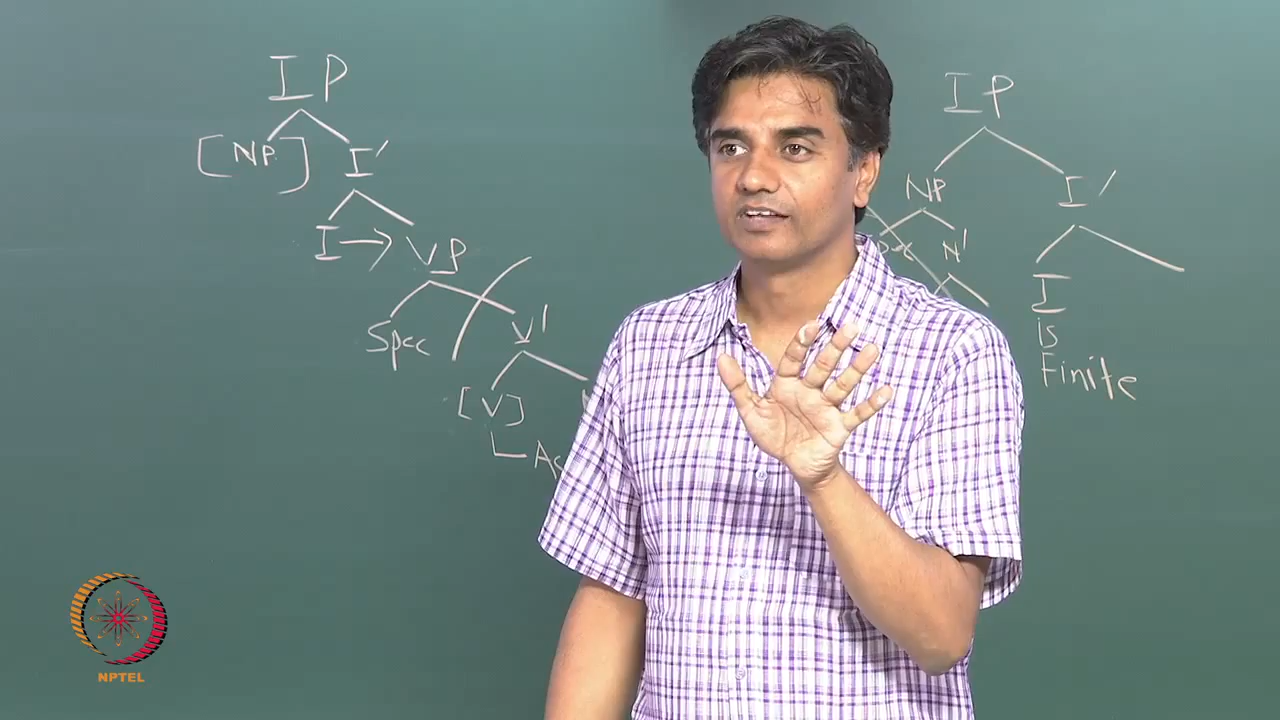 IP
[NP] I'
I → VP
Spec V'
[V]
IP
NP I'
N'
I
is
Finite
NPTEL